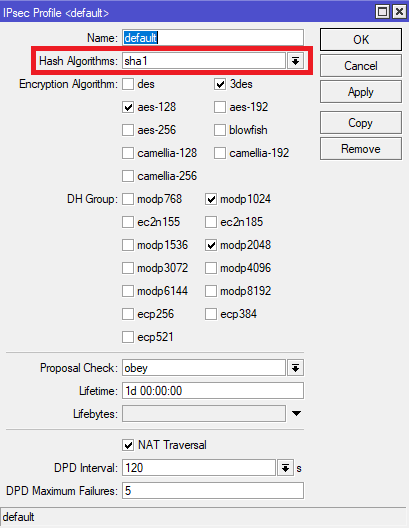 IPsec Profile <default>
Name: default
OK
Hash Algorithms: sha1
Cancel
Encryption Algorithm: des 3des
Apply
aes-128 aes-192
aes-256 blowfish
Copy
camellia-128 camellia-192
Remove
camellia-256
DH Group: modp768 modp1024
ec2n155 ec2n185
modp1536 modp2048
modp3072 modp4096
modp6144 modp8192
ecp256 ecp384
ecp521
Proposal Check: obey
Lifetime: 1d 00:00:00
Lifebytes:
NAT Traversal
DPD Interval: 120 s
DPD Maximum Failures: 5
default